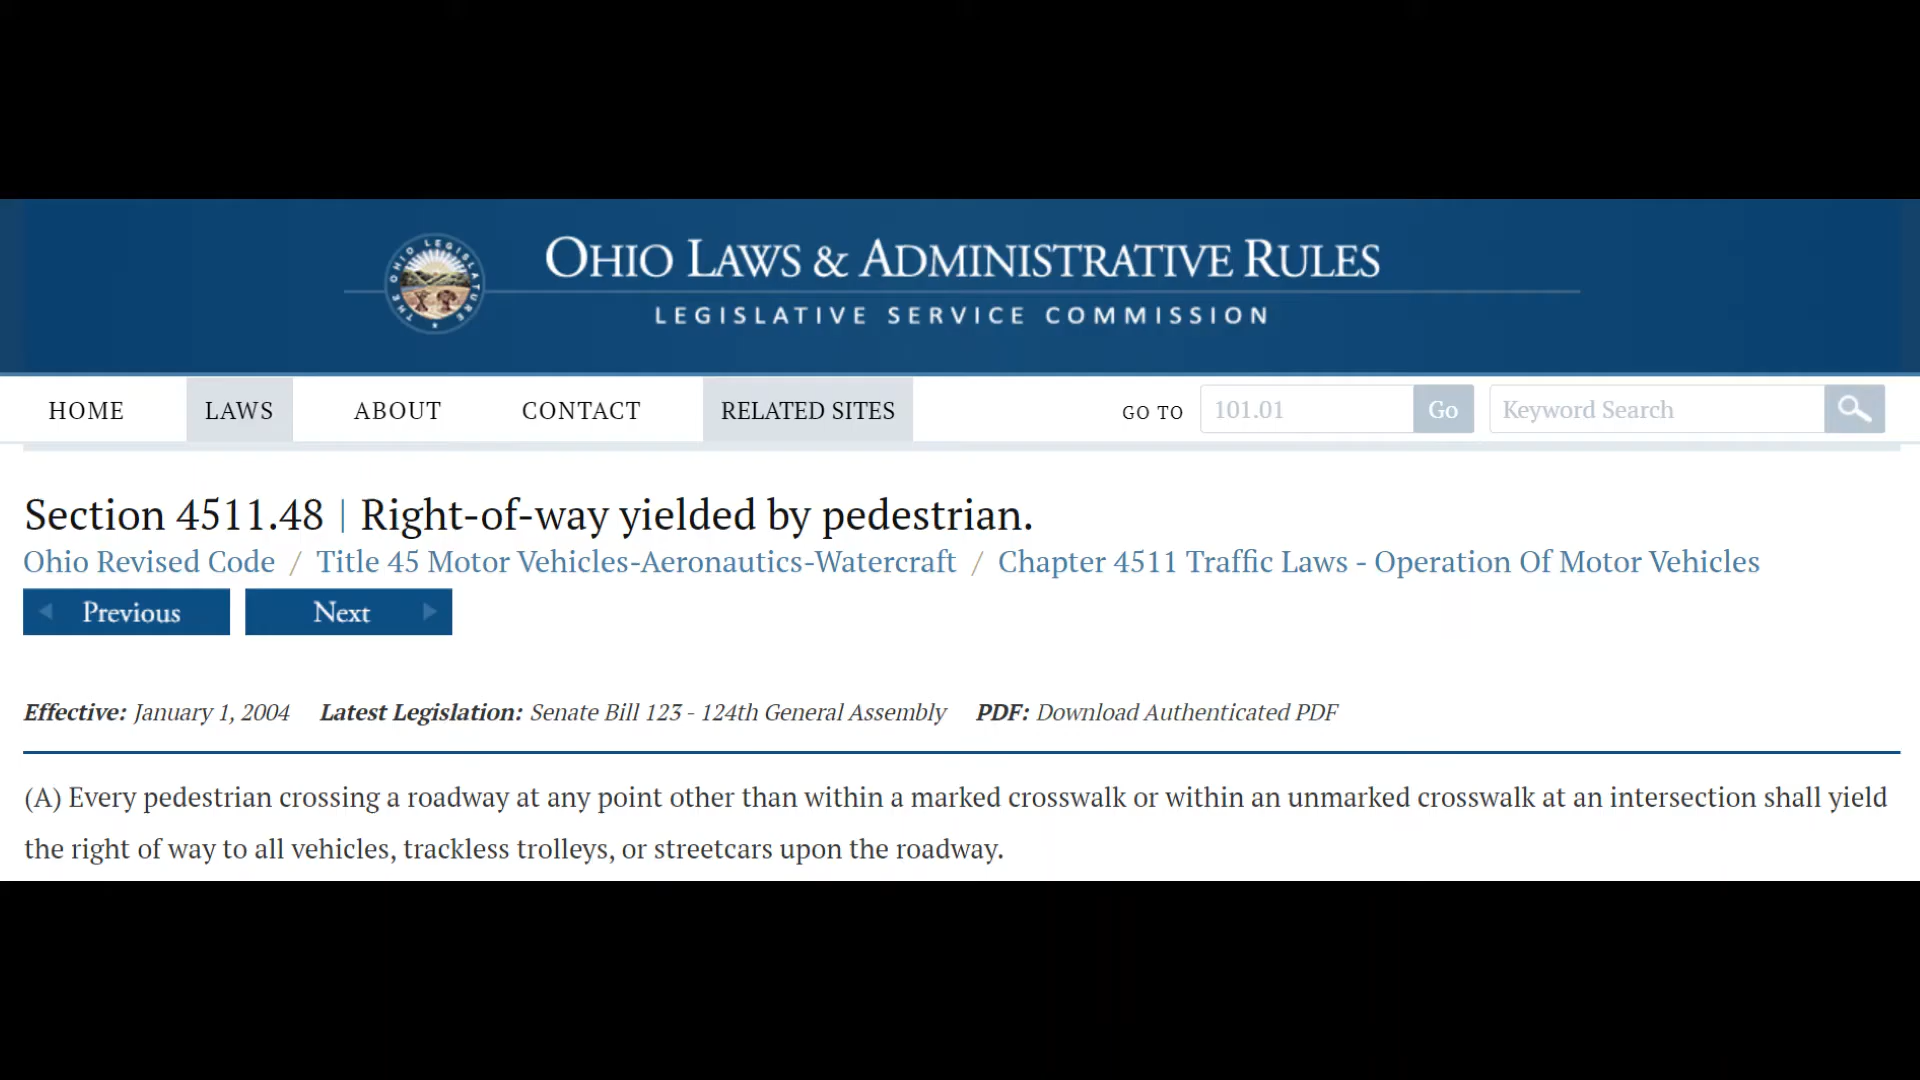 THE OHIO LEGISLATURE
OHIO LAWS & ADMINISTRATIVE RULES
LEGISLATIVE SERVICE COMMISSION
HOME LAWS ABOUT CONTACT RELATED SITES GO TO 101.01 Go Keyword Search
Section 4511.48 | Right-of-way yielded by pedestrian.
Ohio Revised Code / Title 45 Motor Vehicles-Aeronautics-Watercraft / Chapter 4511 Traffic Laws - Operation Of Motor Vehicles
Previous Next
Effective: January 1, 2004 Latest Legislation: Senate Bill 123 - 124th General Assembly PDF: Download Authenticated PDF
(A) Every pedestrian crossing a roadway at any point other than within a marked crosswalk or within an unmarked crosswalk at an intersection shall yield
the right of way to all vehicles, trackless trolleys, or streetcars upon the roadway.